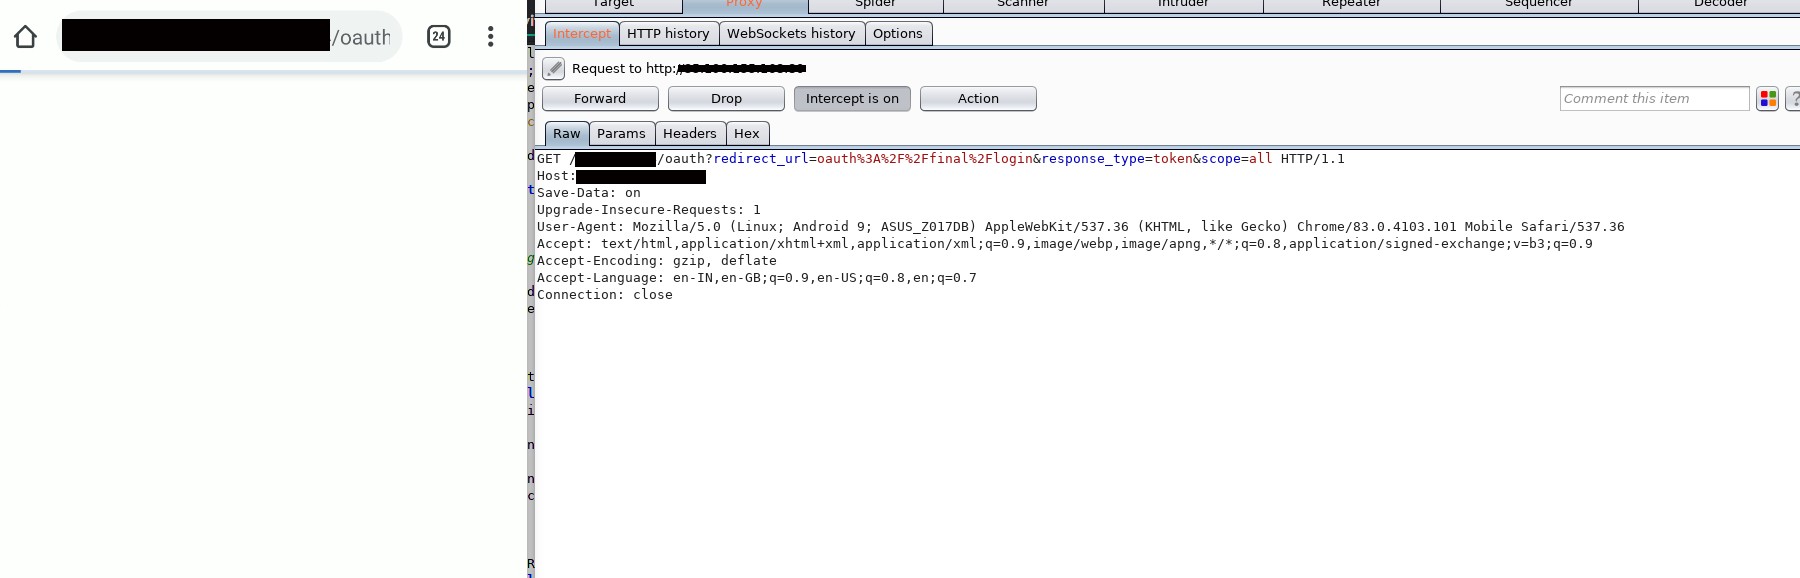 /oauth
24
Target Proxy Spider Scanner Intruder Repeater Sequencer Decoder
Intercept HTTP history WebSockets history Options
Request to http:/
Forward Drop Intercept is on Action Comment this item ?
Raw Params Headers Hex
GET / /oauth?redirect_url=oauth%3A%2F%2Ffinal%2Flogin&response_type=token&scope=all HTTP/1.1
Host:
Save-Data: on
Upgrade-Insecure-Requests: 1
User-Agent: Mozilla/5.0 (Linux; Android 9; ASUS_Z017DB) AppleWebKit/537.36 (KHTML, like Gecko) Chrome/83.0.4103.101 Mobile Safari/537.36
Accept: text/html,application/xhtml+xml,application/xml;q=0.9,image/webp,image/apng,*/*;q=0.8,application/signed-exchange;v=b3;q=0.9
Accept-Encoding: gzip, deflate
Accept-Language: en-IN,en-GB;q=0.9,en-US;q=0.8,en;q=0.7
Connection: close